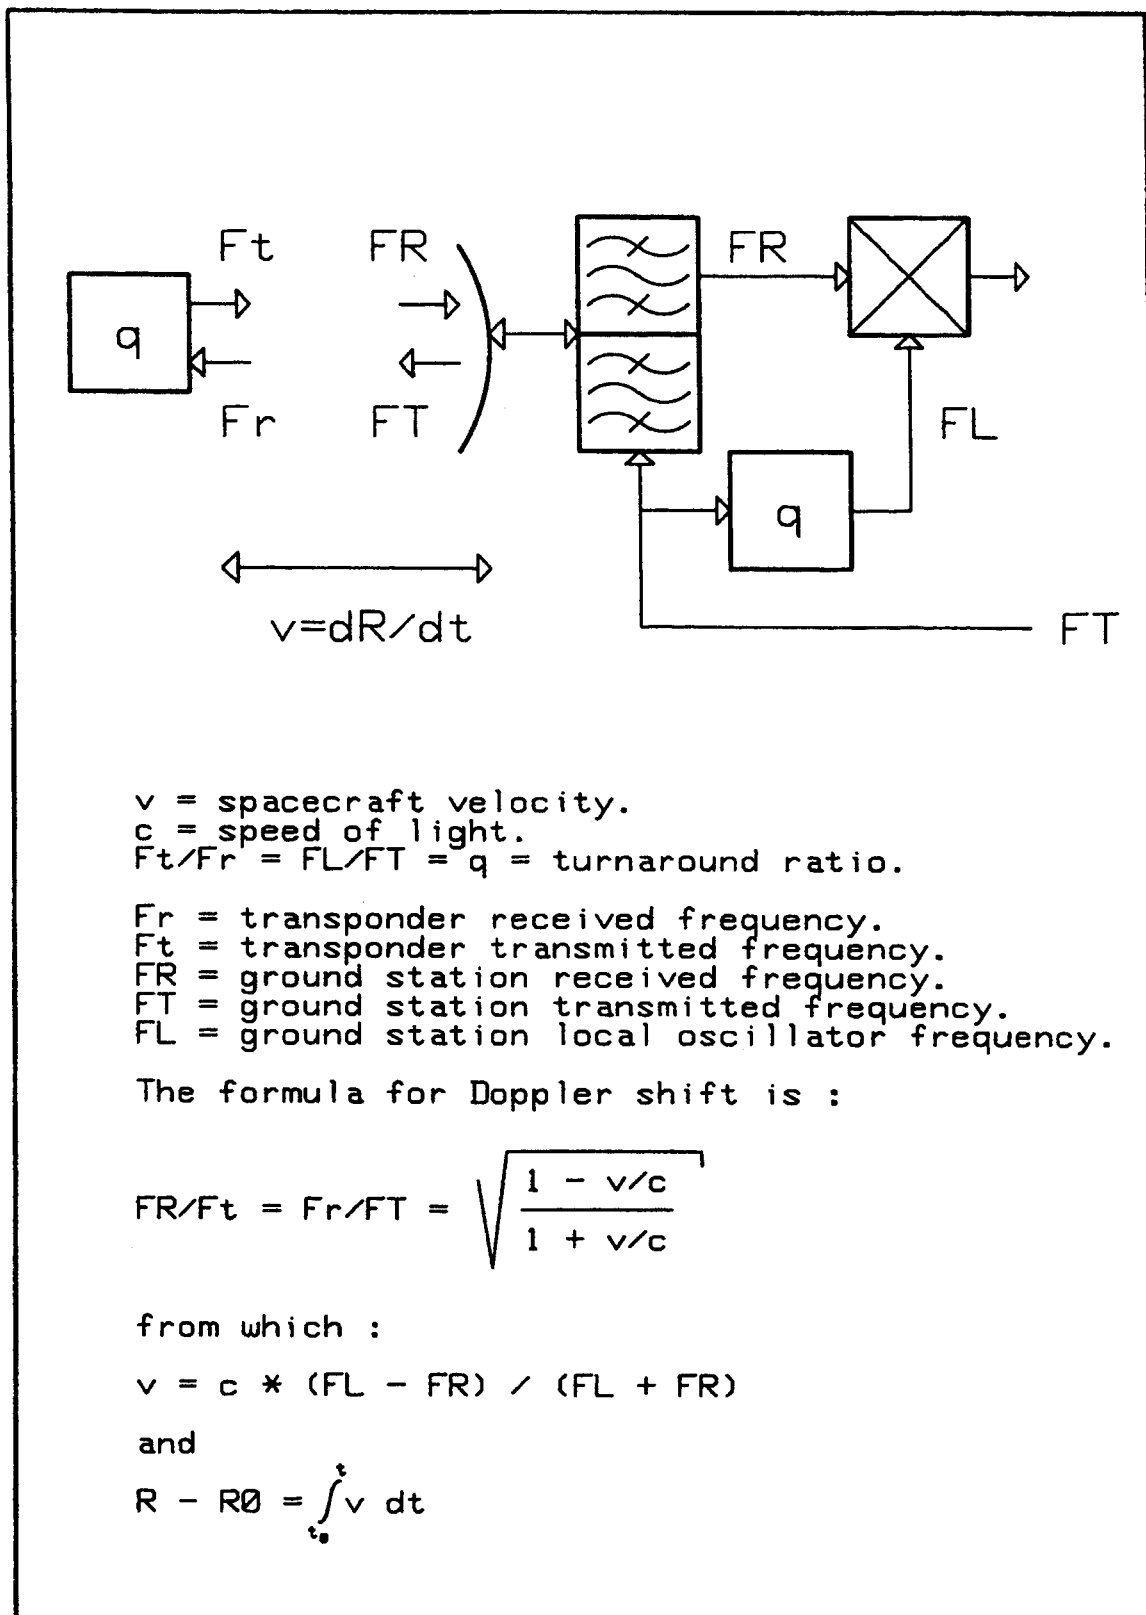 Ft
FR
FR
q
Fr
FT
FL
q
v=dR/dt
FT
v = spacecraft velocity.
c = speed of light.
Ft/Fr = FL/FT = q = turnaround ratio.
Fr = transponder received frequency.
Ft = transponder transmitted frequency.
FR = ground station received frequency.
FT = ground station transmitted frequency.
FL = ground station local oscillator frequency.
The formula for Doppler shift is :
FR/Ft = Fr/FT = √((1 - v/c)/(1 + v/c))
from which :
v = c * (FL - FR) / (FL + FR)
and
R - R0 = ∫ₜ₀ᵗ v dt